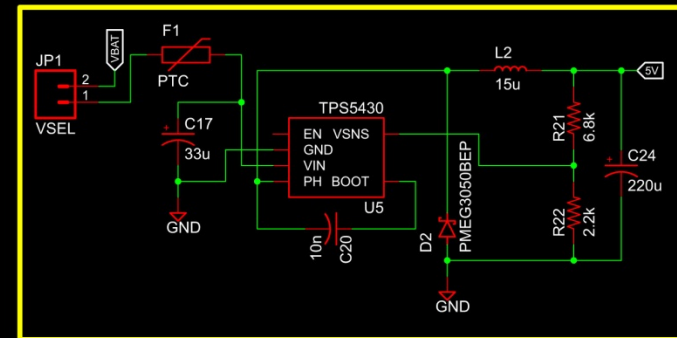 F1
JP1
VBAT
2
1
VSEL
PTC
L2
15u
5V
TPS5430
C17
33u
EN VSNS
GND
VIN
PH BOOT
U5
R21
6.8k
C24
220u
R22
2.2k
GND
10n
C20
D2
PMEG3050BEP
GND